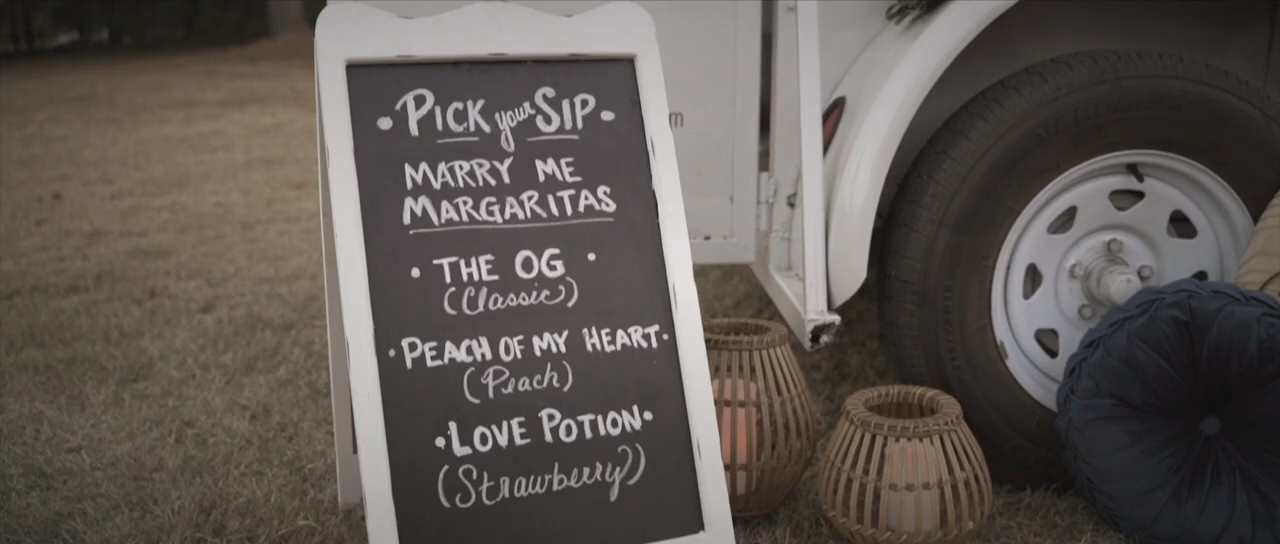 • PICK your SIP •
MARRY ME
MARGARITAS
• THE OG •
(Classic)
• PEACH OF MY HEART •
(Peach)
• LOVE POTION •
(Strawberry)